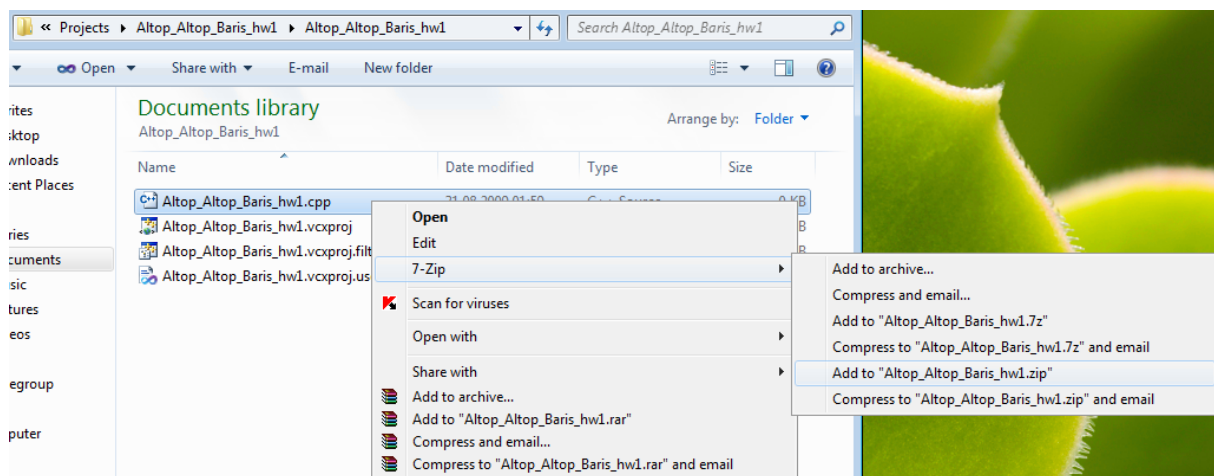 « Projects ▸ Altop_Altop_Baris_hw1 ▸ Altop_Altop_Baris_hw1
Search Altop_Altop_Baris_hw1
Open Share with E-mail New folder
Documents library
Altop_Altop_Baris_hw1
Arrange by: Folder
Name Date modified Type Size
Altop_Altop_Baris_hw1.cpp
Altop_Altop_Baris_hw1.vcxproj
Altop_Altop_Baris_hw1.vcxproj.filt
Altop_Altop_Baris_hw1.vcxproj.us
rites
sktop
wnloads
cent Places
ries
cuments
sic
tures
eos
egroup
puter
Open
Edit
7-Zip
Scan for viruses
Open with
Share with
Add to archive...
Add to "Altop_Altop_Baris_hw1.rar"
Compress and email...
Compress to "Altop_Altop_Baris_hw1.rar" and email
Add to archive...
Compress and email...
Add to "Altop_Altop_Baris_hw1.7z"
Compress to "Altop_Altop_Baris_hw1.7z" and email
Add to "Altop_Altop_Baris_hw1.zip"
Compress to "Altop_Altop_Baris_hw1.zip" and email